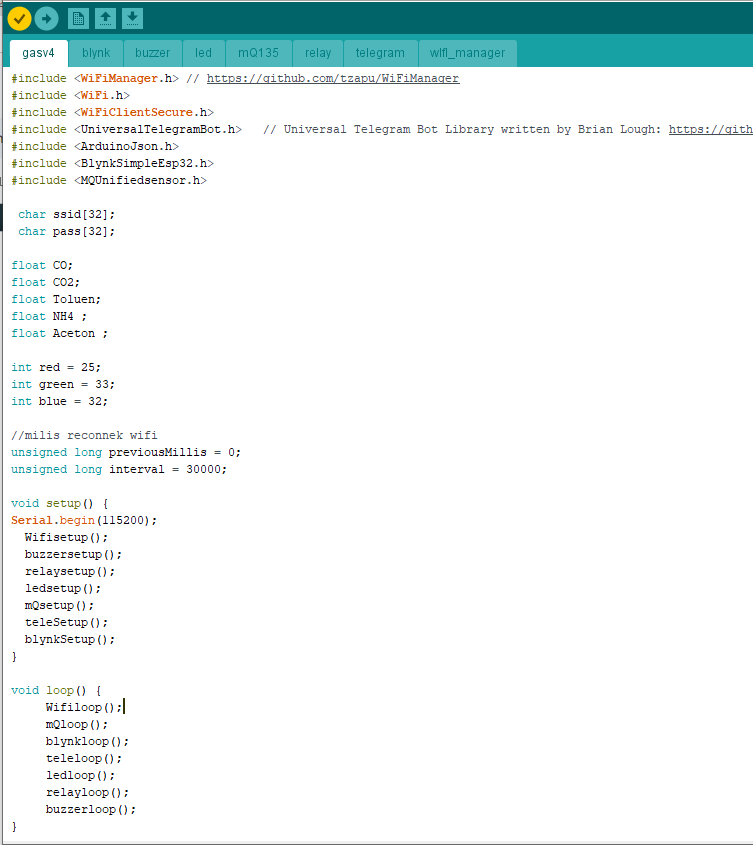 gasv4 blynk buzzer led mQ135 relay telegram wifi_manager
#include <WiFiManager.h> // https://github.com/tzapu/WiFiManager
#include <WiFi.h>
#include <WiFiClientSecure.h>
#include <UniversalTelegramBot.h>   // Universal Telegram Bot Library written by Brian Lough: https://gith
#include <ArduinoJson.h>
#include <BlynkSimpleEsp32.h>
#include <MQUnifiedsensor.h>
char ssid[32];
char pass[32];
float CO;
float CO2;
float Toluen;
float NH4 ;
float Aceton ;
int red = 25;
int green = 33;
int blue = 32;
//milis reconnek wifi
unsigned long previousMillis = 0;
unsigned long interval = 30000;
void setup() {
Serial.begin(115200);
Wifisetup();
buzzersetup();
relaysetup();
ledsetup();
mQsetup();
teleSetup();
blynkSetup();
}
void loop() {
Wifiloop();
mQloop();
blynkloop();
teleloop();
ledloop();
relayloop();
buzzerloop();
}